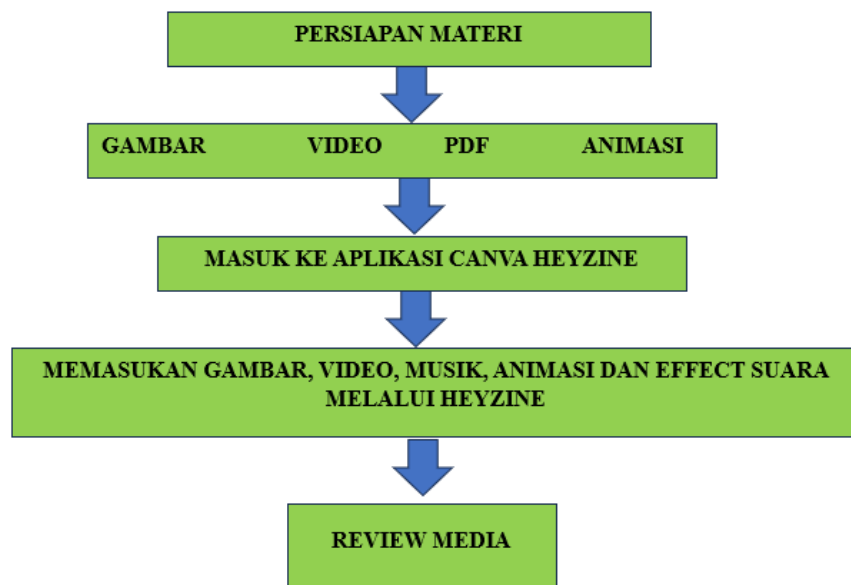 PERSIAPAN MATERI
GAMBAR VIDEO PDF ANIMASI
MASUK KE APLIKASI CANVA HEYZINE
MEMASUKAN GAMBAR, VIDEO, MUSIK, ANIMASI DAN EFFECT SUARA
MELALUI HEYZINE
REVIEW MEDIA